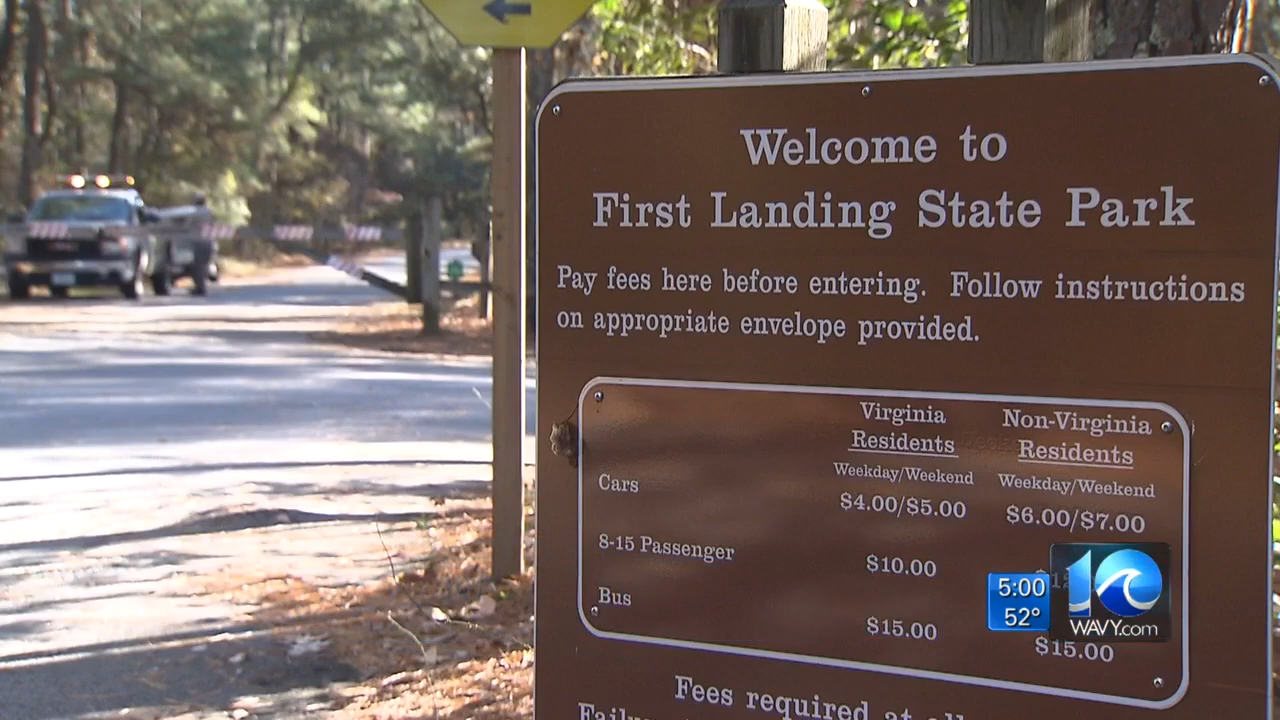 Welcome to
First Landing State Park
Pay fees here before entering. Follow instructions
on appropriate envelope provided.
Virginia Non-Virginia
Residents Residents
Weekday/Weekend Weekday/Weekend
Cars $4.00/$5.00 $6.00/$7.00
8-15 Passenger $10.00
Bus $15.00 $15.00
Fees required at
5:00
52°
10
WAVY.com